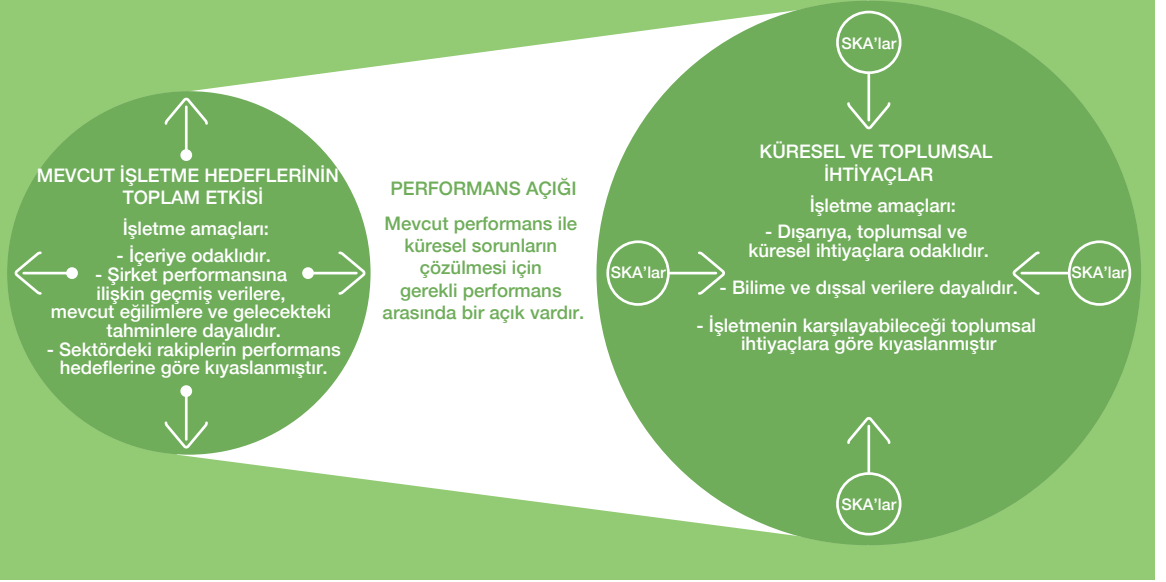 MEVCUT İŞLETME HEDEFLERİNİN
TOPLAM ETKİSİ
İşletme amaçları:
- İçeriye odaklıdır.
- Şirket performansına
ilişkin geçmiş verilere,
mevcut eğilimlere ve gelecekteki
tahminlere dayalıdır.
- Sektördeki rakiplerin performans
hedeflerine göre kıyaslanmıştır.
PERFORMANS AÇIĞI
Mevcut performans ile
küresel sorunların
çözülmesi için
gerekli performans
arasında bir açık vardır.
SKA'lar
KÜRESEL VE TOPLUMSAL
İHTİYAÇLAR
İşletme amaçları:
- Dışarıya, toplumsal ve
küresel ihtiyaçlara odaklıdır.
SKA'lar
SKA'lar
- Bilime ve dışsal verilere dayalıdır.
- İşletmenin karşılayabileceği toplumsal
ihtiyaçlara göre kıyaslanmıştır
SKA'lar